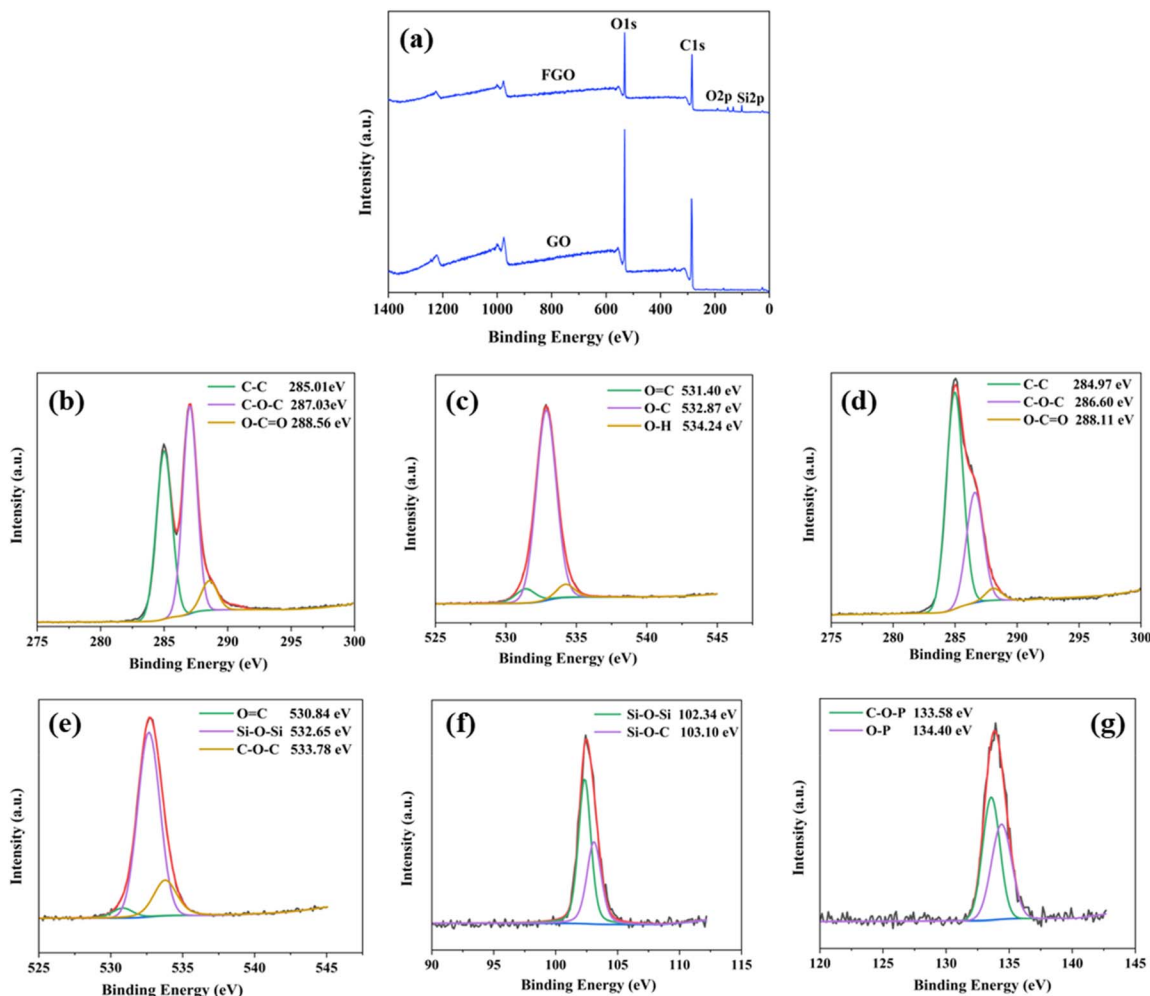 (a)
O1s
C1s
FGO
O2p
Si2p
GO
Intensity (a.u.)
1400 1200 1000 800 600 400 200 0
Binding Energy (eV)
(b)
C-C 285.01eV
C-O-C 287.03eV
O-C=O 288.56 eV
Intensity (a.u.)
275 280 285 290 295 300
Binding Energy (eV)
(c)
O=C 531.40 eV
O-C 532.87 eV
O-H 534.24 eV
Intensity (a.u.)
525 530 535 540 545
Binding Energy (eV)
(d)
C-C 284.97 eV
C-O-C 286.60 eV
O-C=O 288.11 eV
Intensity (a.u.)
275 280 285 290 295 300
Binding Energy (eV)
(e)
O=C 530.84 eV
Si-O-Si 532.65 eV
C-O-C 533.78 eV
Intensity (a.u.)
525 530 535 540 545
Binding Energy (eV)
(f)
Si-O-Si 102.34 eV
Si-O-C 103.10 eV
Intensity (a.u.)
90 95 100 105 110 115
Binding Energy (eV)
(g)
C-O-P 133.58 eV
O-P 134.40 eV
Intensity (a.u.)
120 125 130 135 140 145
Binding Energy (eV)